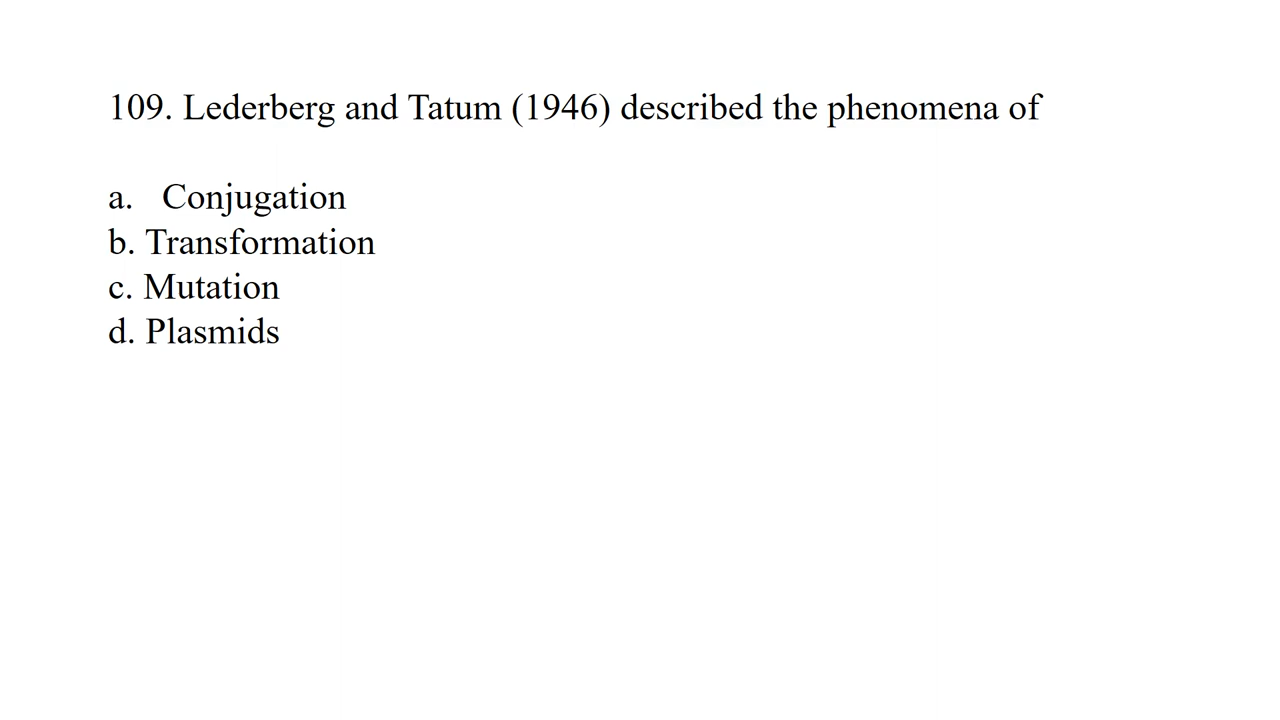 109. Lederberg and Tatum (1946) described the phenomena of
a. Conjugation
b. Transformation
c. Mutation
d. Plasmids